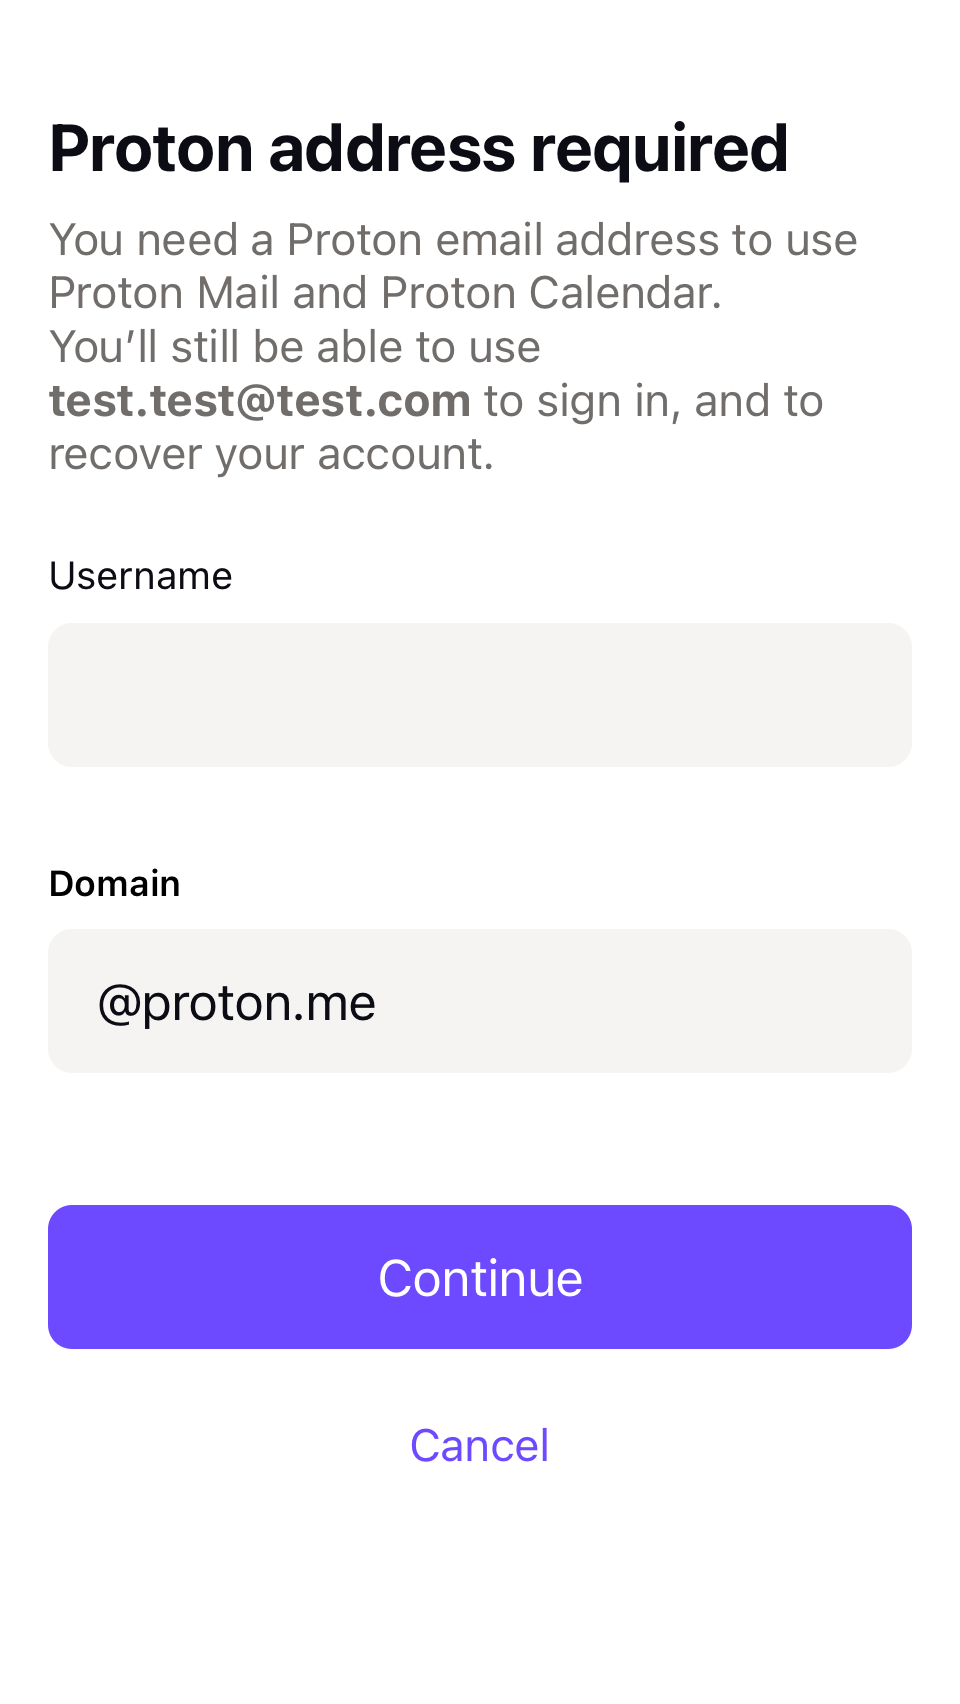 Proton address required
You need a Proton email address to use
Proton Mail and Proton Calendar.
You’ll still be able to use
test.test@test.com to sign in, and to
recover your account.
Username
Domain
@proton.me
Continue
Cancel